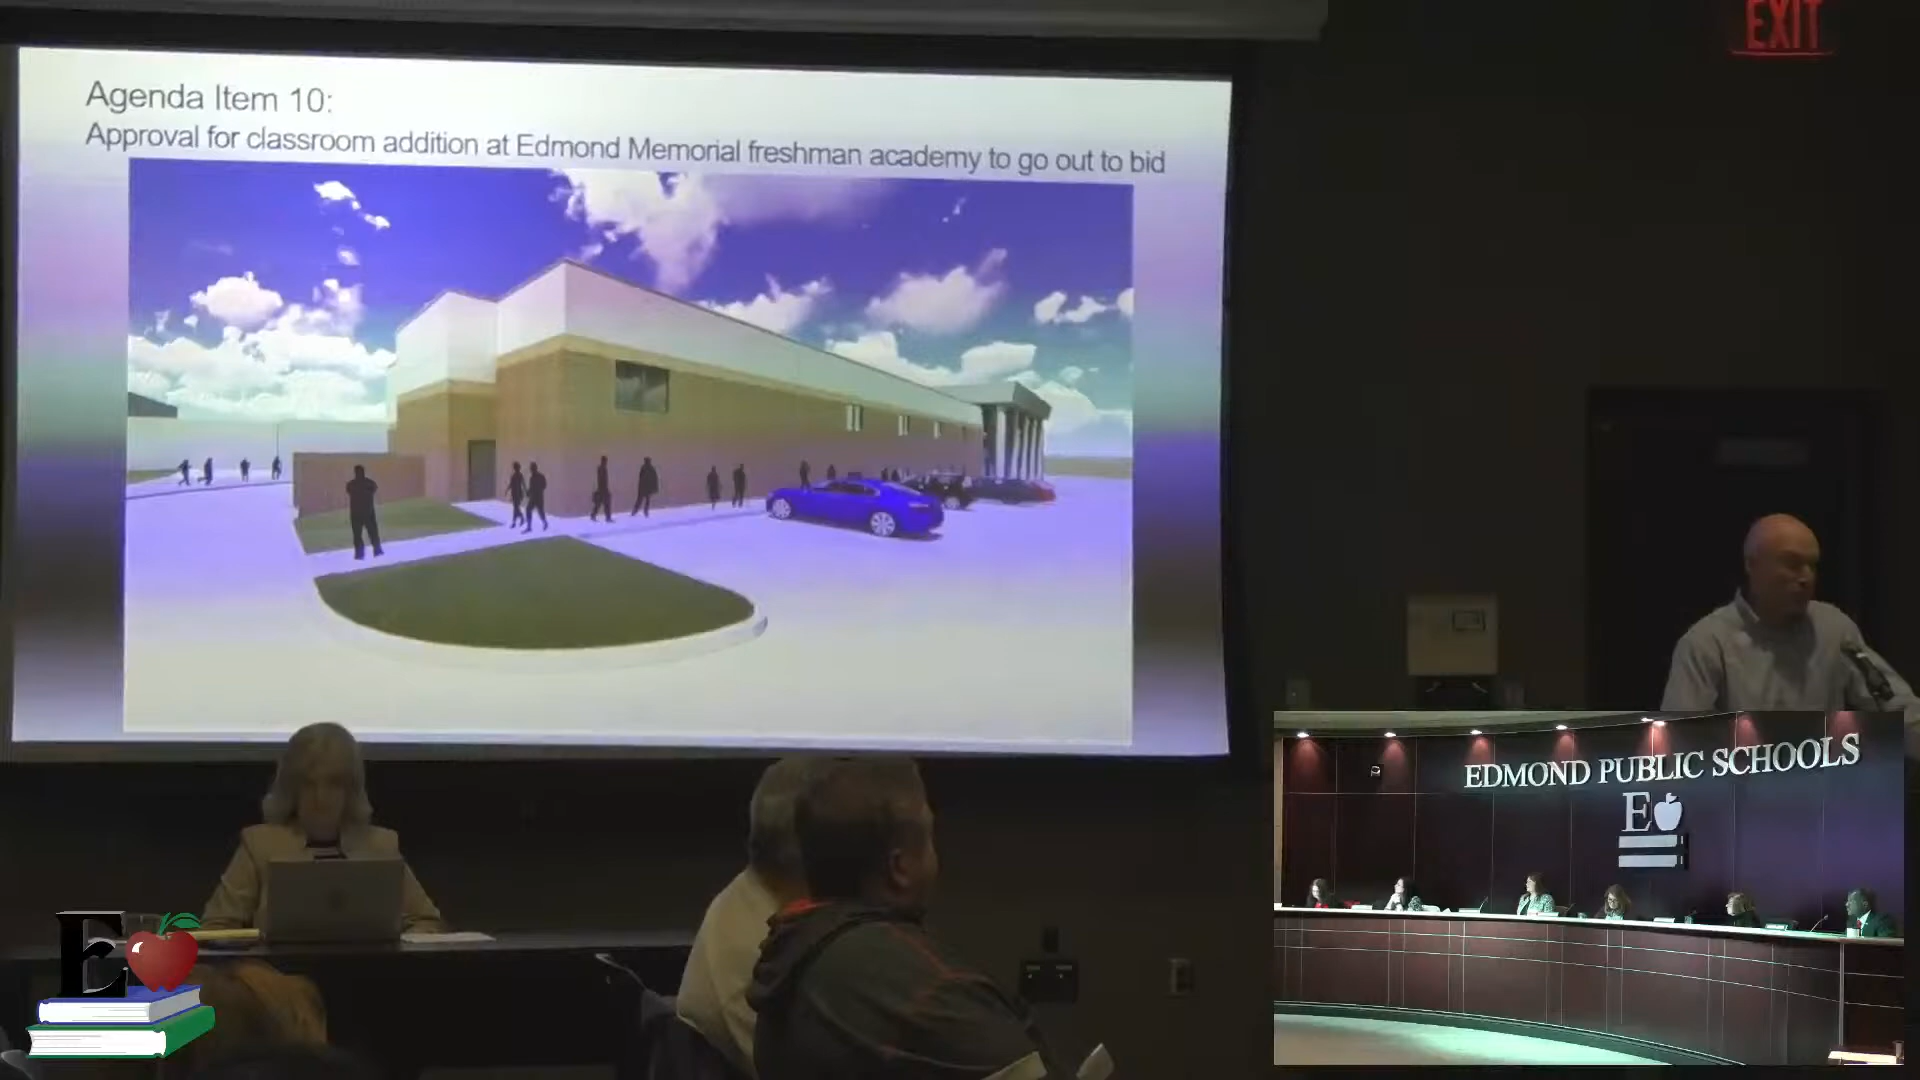 EXIT
Agenda Item 10:
Approval for classroom addition at Edmond Memorial freshman academy to go out to bid
EDMOND PUBLIC SCHOOLS
E
E